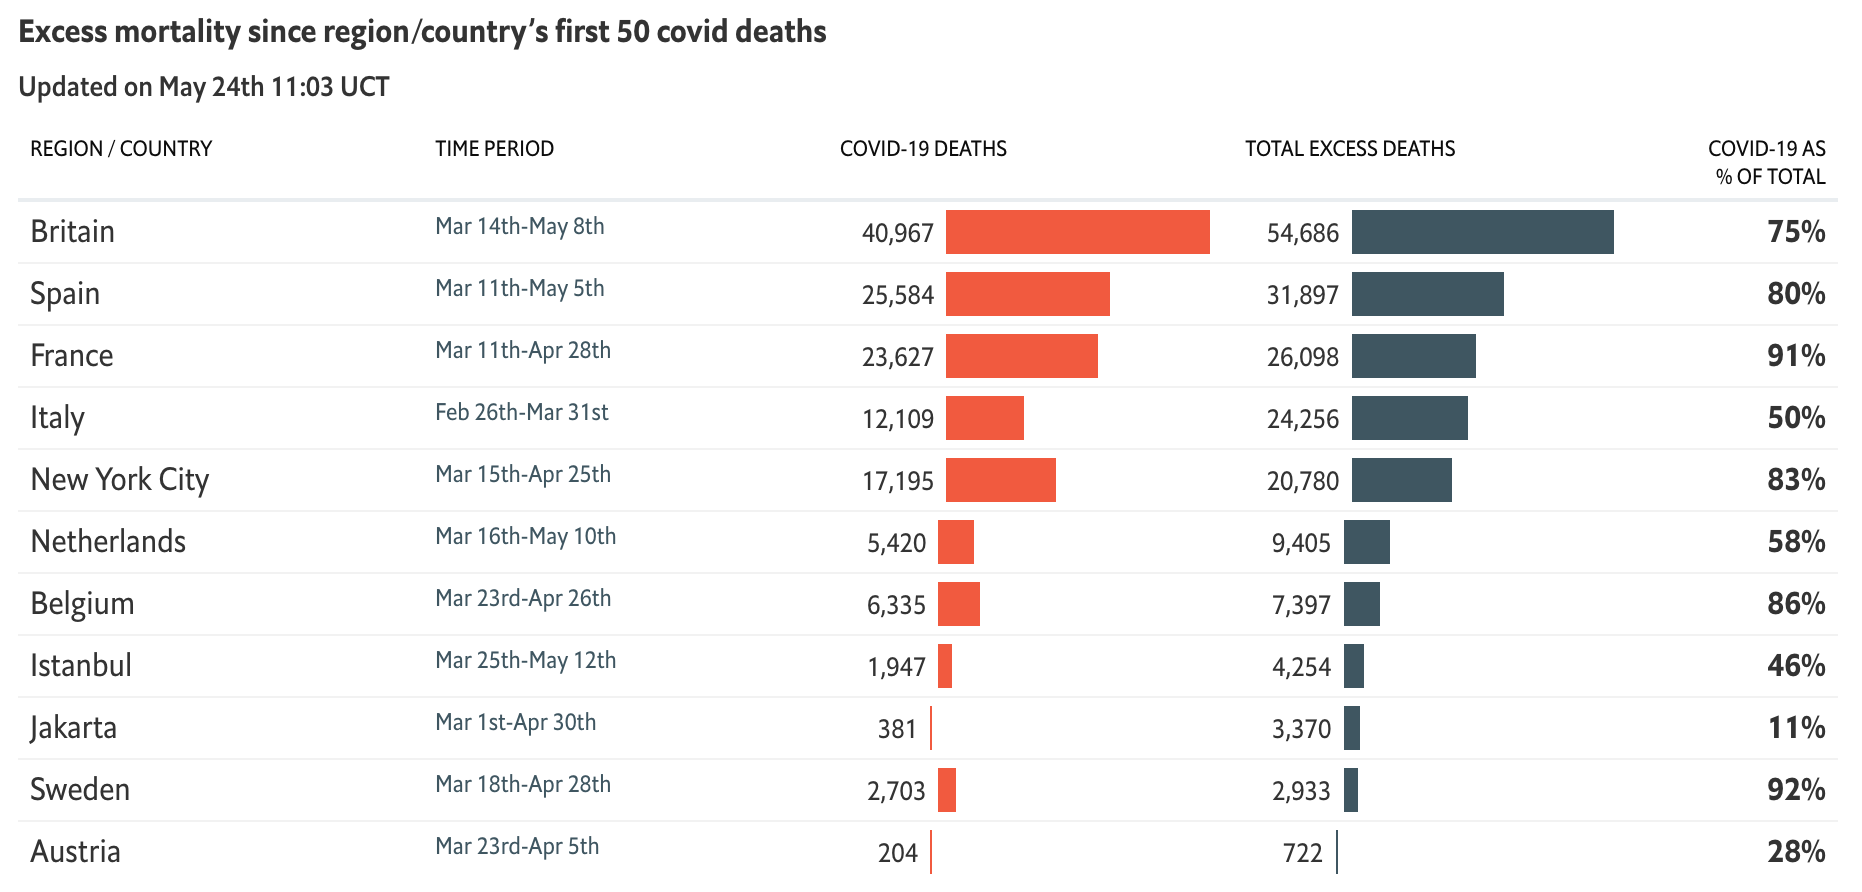 Excess mortality since region/country's first 50 covid deaths
Updated on May 24th 11:03 UCT
REGION / COUNTRY TIME PERIOD COVID-19 DEATHS TOTAL EXCESS DEATHS COVID-19 AS
% OF TOTAL
Britain Mar 14th-May 8th 40,967 54,686 75%
Spain Mar 11th-May 5th 25,584 31,897 80%
France Mar 11th-Apr 28th 23,627 26,098 91%
Italy Feb 26th-Mar 31st 12,109 24,256 50%
New York City Mar 15th-Apr 25th 17,195 20,780 83%
Netherlands Mar 16th-May 10th 5,420 9,405 58%
Belgium Mar 23rd-Apr 26th 6,335 7,397 86%
Istanbul Mar 25th-May 12th 1,947 4,254 46%
Jakarta Mar 1st-Apr 30th 381 3,370 11%
Sweden Mar 18th-Apr 28th 2,703 2,933 92%
Austria Mar 23rd-Apr 5th 204 722 28%